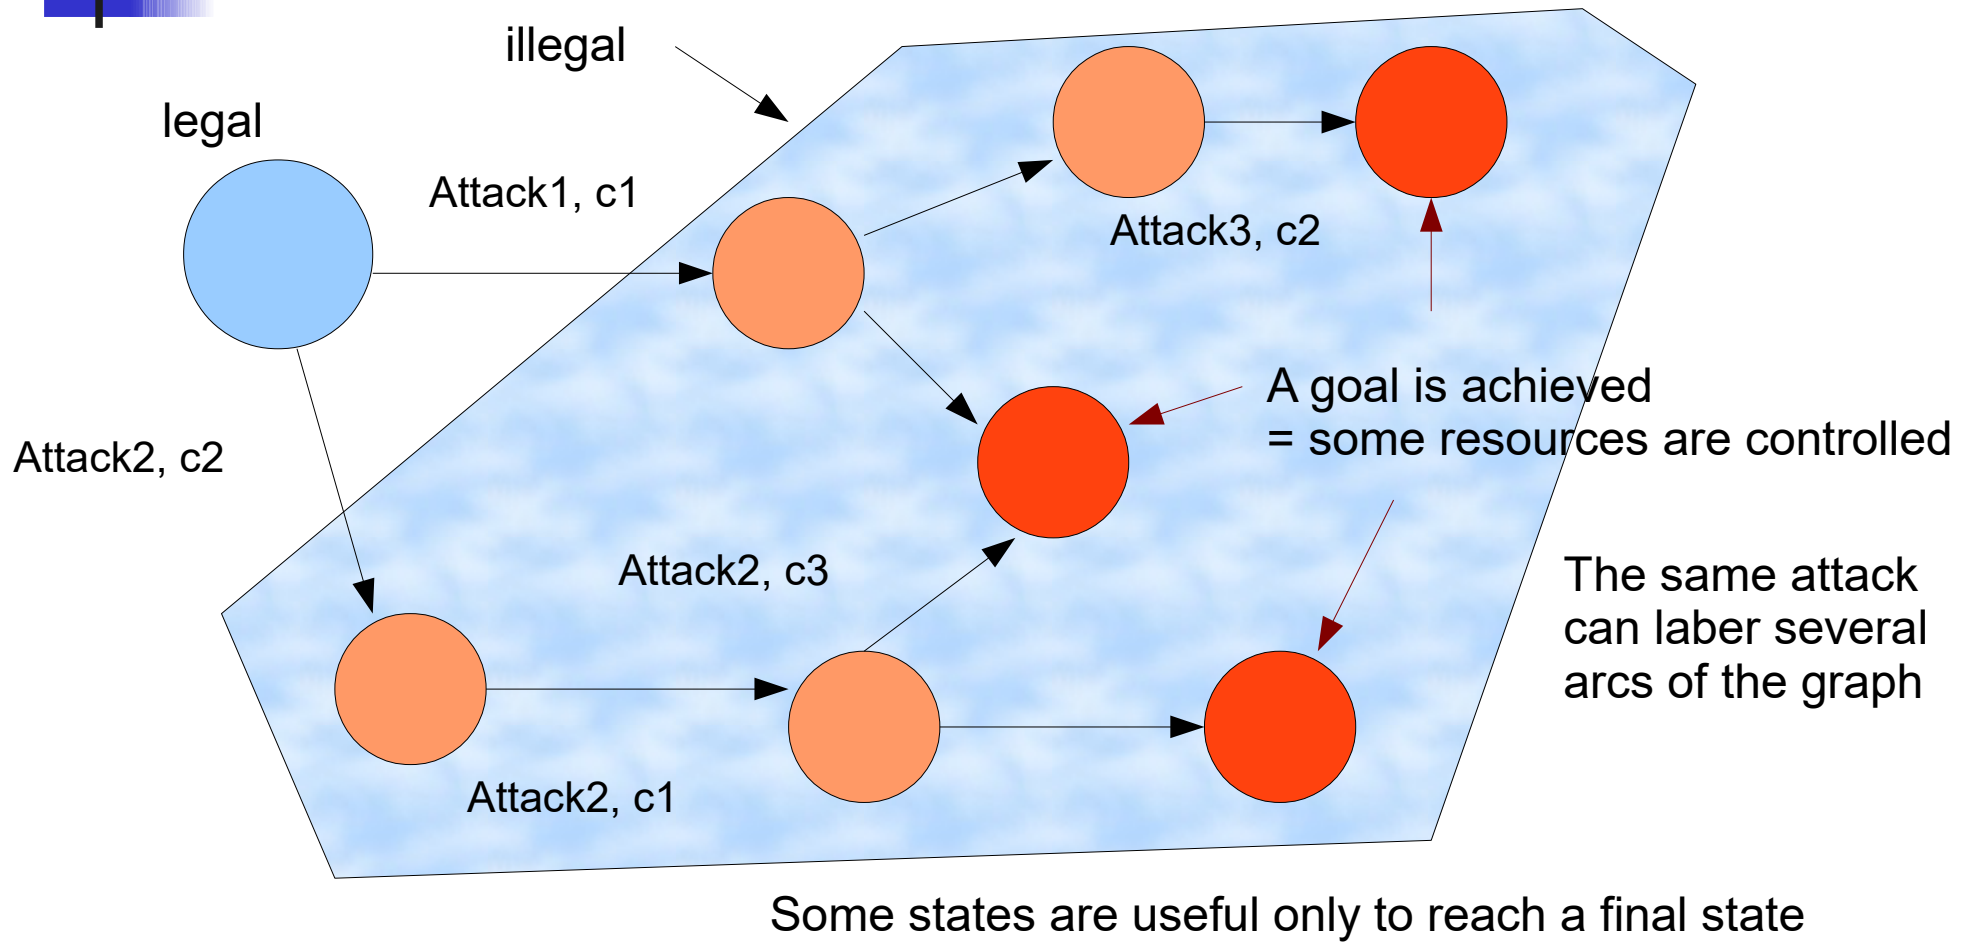 illegal
legal
Attack1, c1
Attack3, c2
A goal is achieved
= some resources are controlled
Attack2, c2
Attack2, c3
The same attack
can laber several
arcs of the graph
Attack2, c1
Some states are useful only to reach a final state